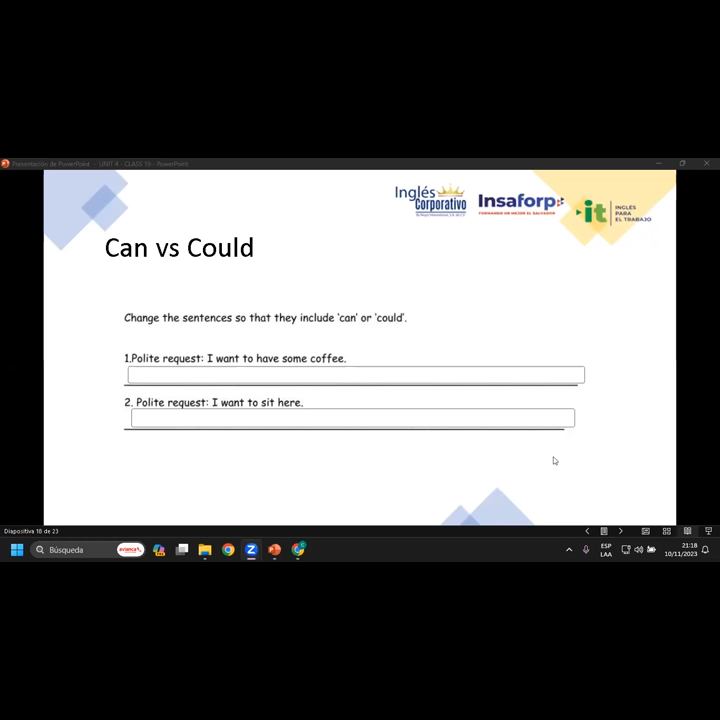 Presentación de PowerPoint - UNIT 4 - CLASS 19 - PowerPoint
Inglés
Corporativo
Insaforp
FORMANDO UN MEJOR EL SALVADOR
it
INGLÉS
PARA
EL TRABAJO
Can vs Could
Change the sentences so that they include ‘can’ or ‘could’.
1.Polite request: I want to have some coffee.
2. Polite request: I want to sit here.
Diapositiva 18 de 23
Búsqueda
avianca
ESP
LAA
21:18
10/11/2023